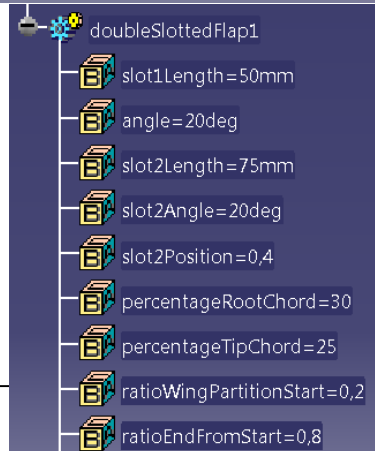 doubleSlottedFlap1
slot1Length=50mm
angle=20deg
slot2Length=75mm
slot2Angle=20deg
slot2Position=0,4
percentageRootChord=30
percentageTipChord=25
ratioWingPartitionStart=0,2
ratioEndFromStart=0,8